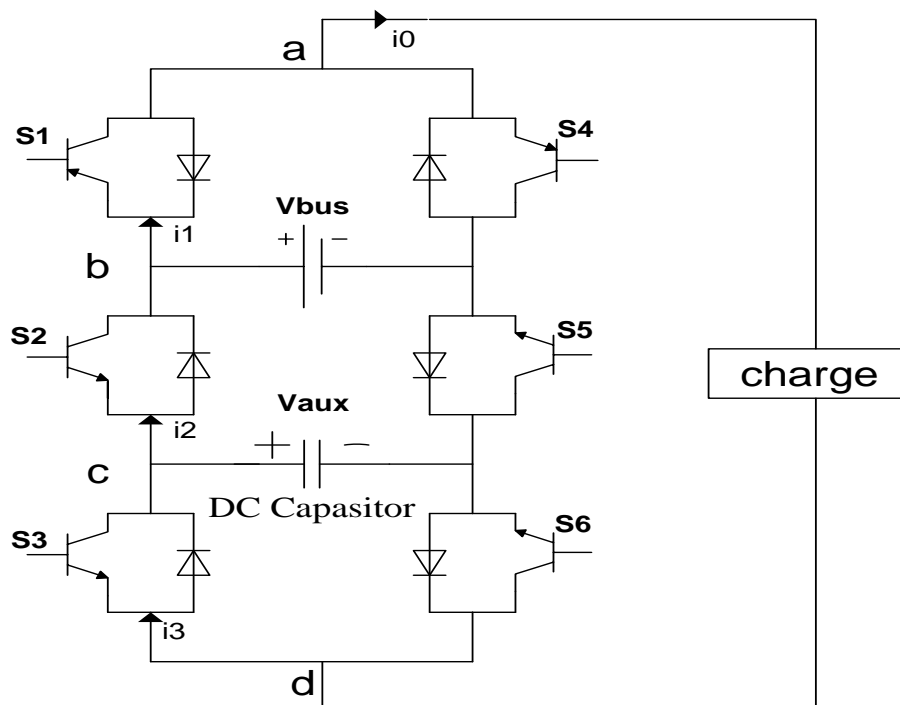 a
i0
S1
S4
Vbus
+ −
i1
b
S2
S5
Vaux
+ −
i2
c
DC Capasitor
S3
S6
i3
d
charge